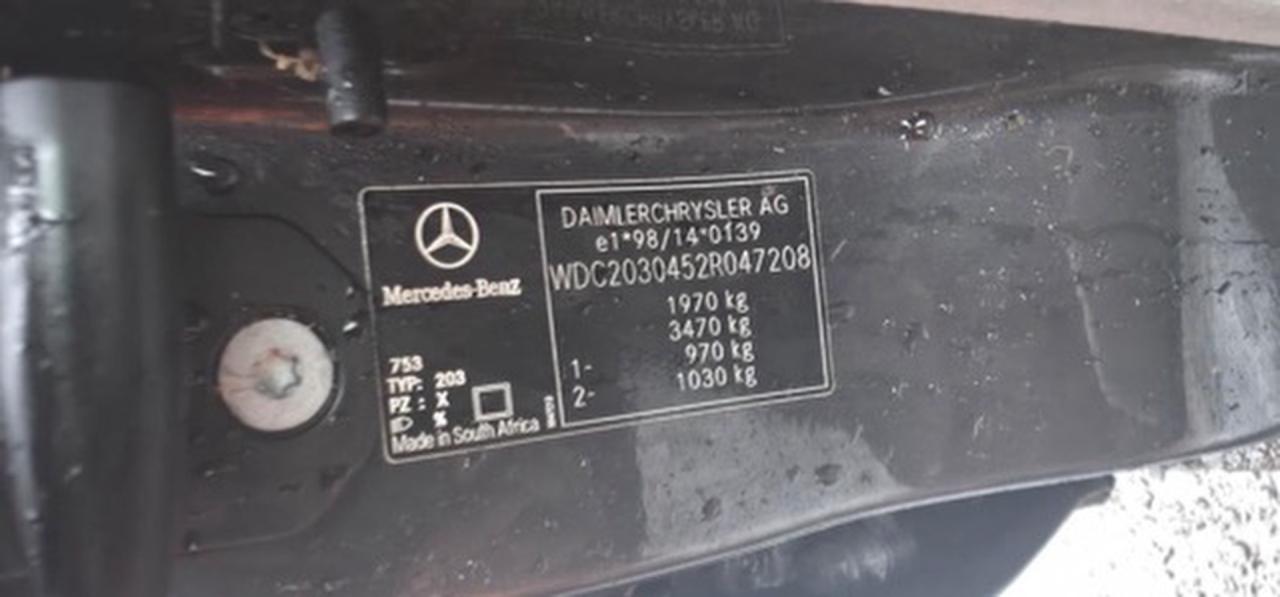 Mercedes-Benz
753
TYP: 203
PZ : X
%
Made in South Africa
DAIMLERCHRYSLER AG
e1*98/14*0139
WDC2030452R047208
1970 kg
3470 kg
1- 970 kg
2- 1030 kg